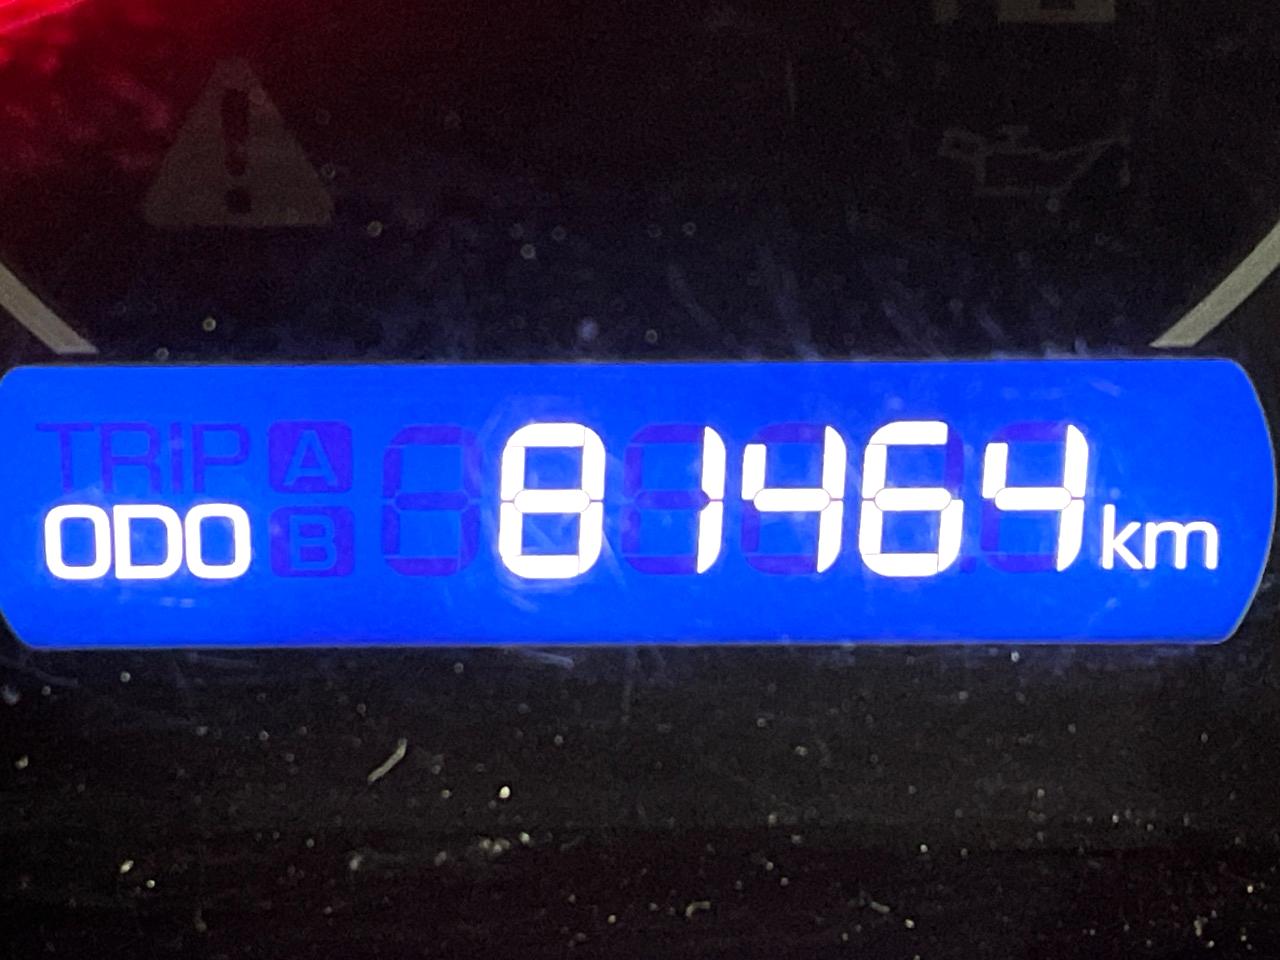 TRIP A
ODO B 81464 km